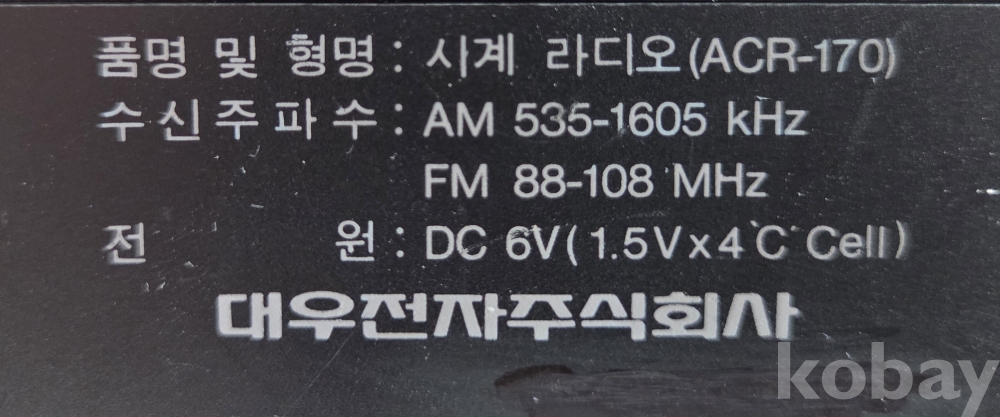 품명 및 형명 : 시계 라디오(ACR-170)
수신주파수 : AM 535-1605 kHz
FM 88-108 MHz
전 원 : DC 6V(1.5V x 4 C Cell)
대우전자주식회사
kobay